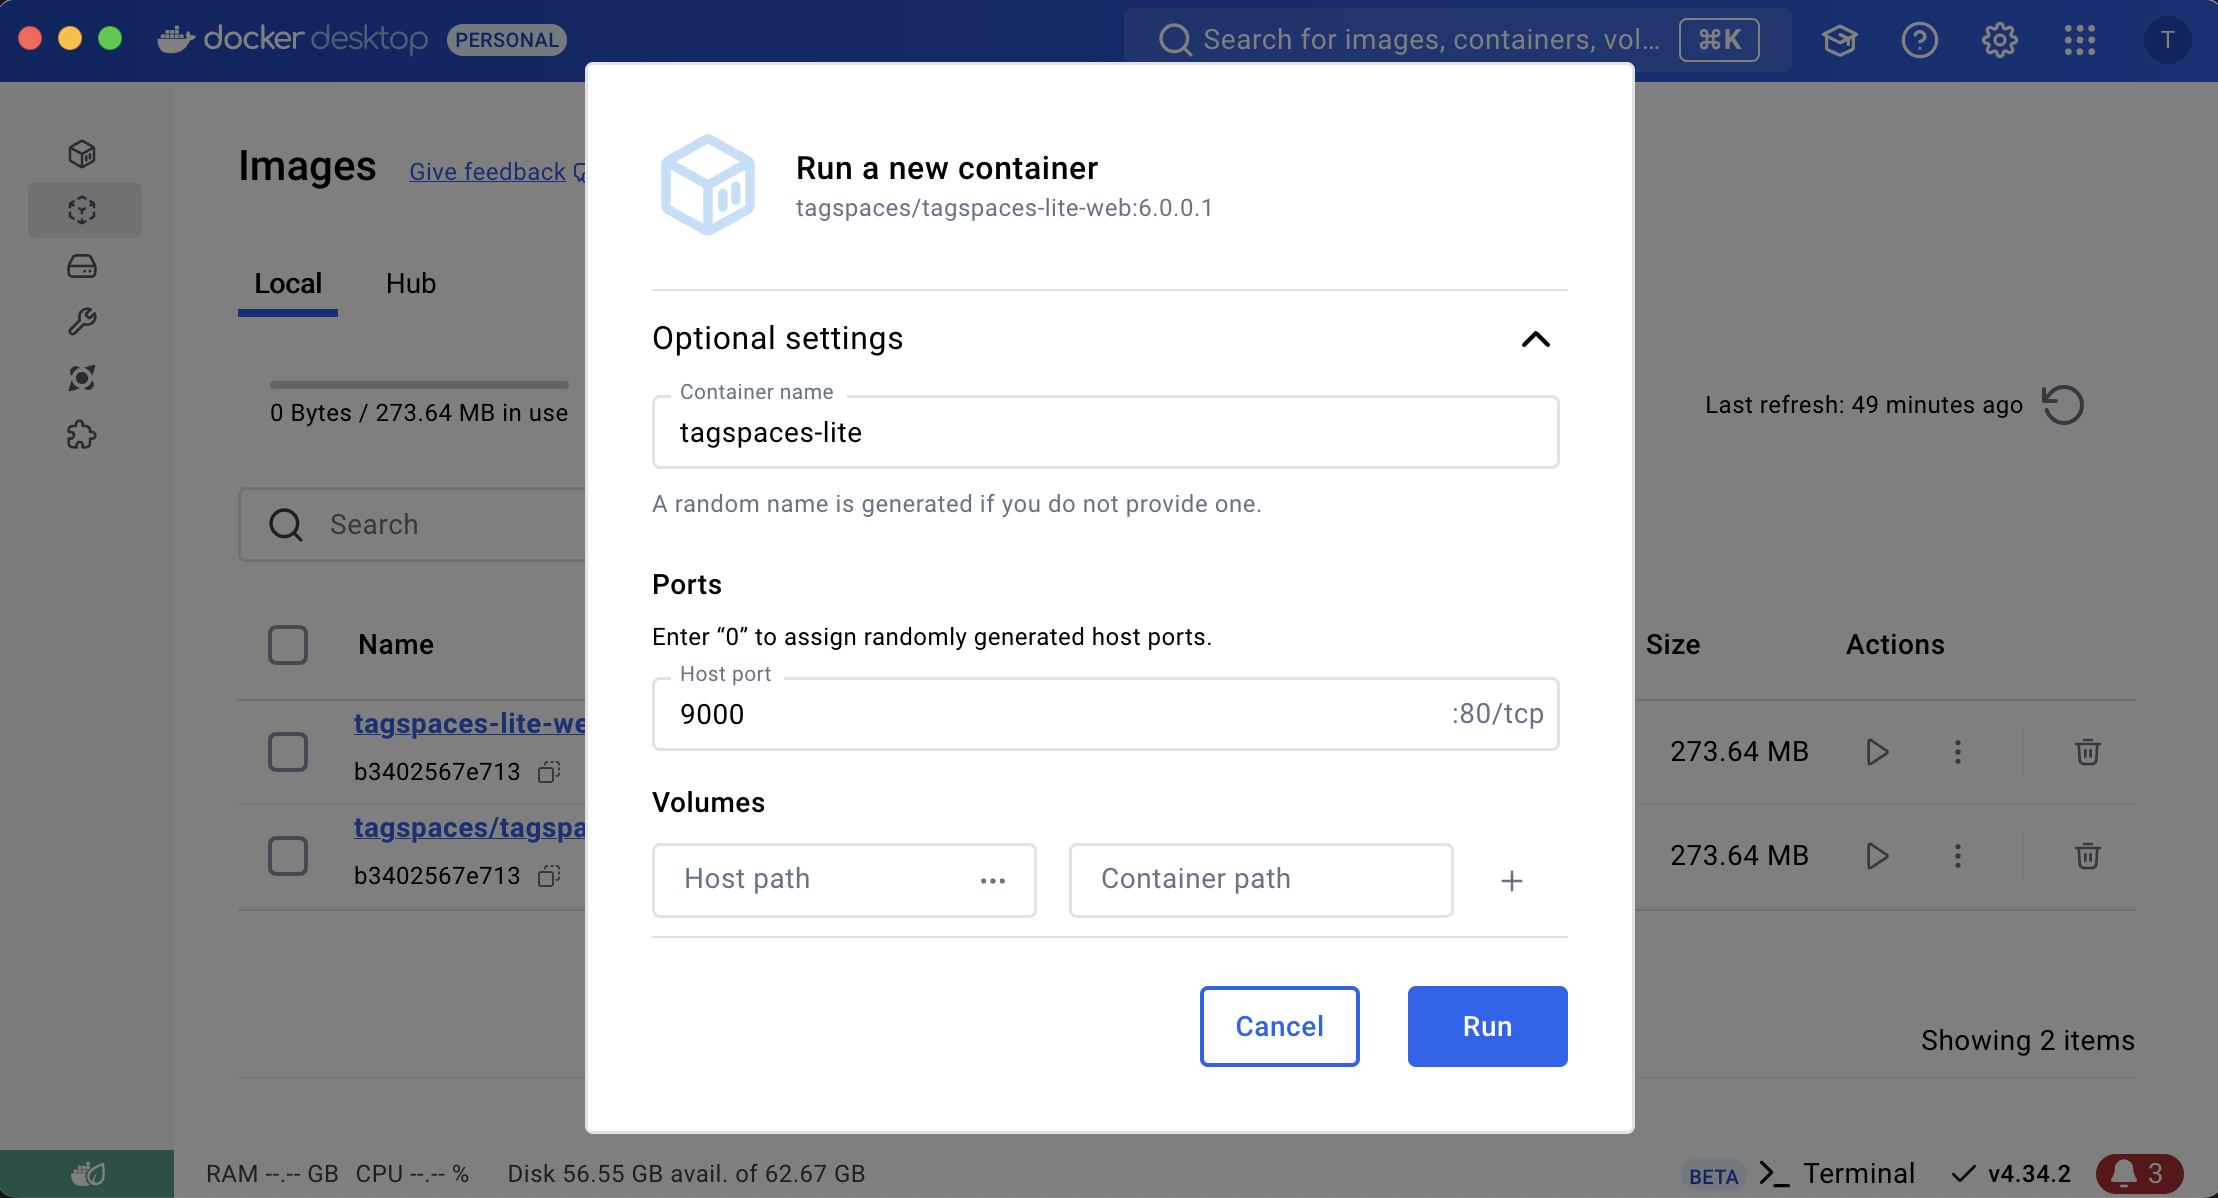 docker desktop PERSONAL
Search for images, containers, vol... ⌘K
T
Images Give feedback
Local Hub
0 Bytes / 273.64 MB in use
Last refresh: 49 minutes ago
Search
Name
Size Actions
tagspaces-lite-we
b3402567e713
273.64 MB
tagspaces/tagspa
b3402567e713
273.64 MB
Showing 2 items
Run a new container
tagspaces/tagspaces-lite-web:6.0.0.1
Optional settings
Container name
tagspaces-lite
A random name is generated if you do not provide one.
Ports
Enter “0” to assign randomly generated host ports.
Host port
9000 :80/tcp
Volumes
Host path ... Container path +
Cancel Run
RAM --.-- GB CPU --.-- % Disk 56.55 GB avail. of 62.67 GB
BETA >_ Terminal ✓ v4.34.2 3